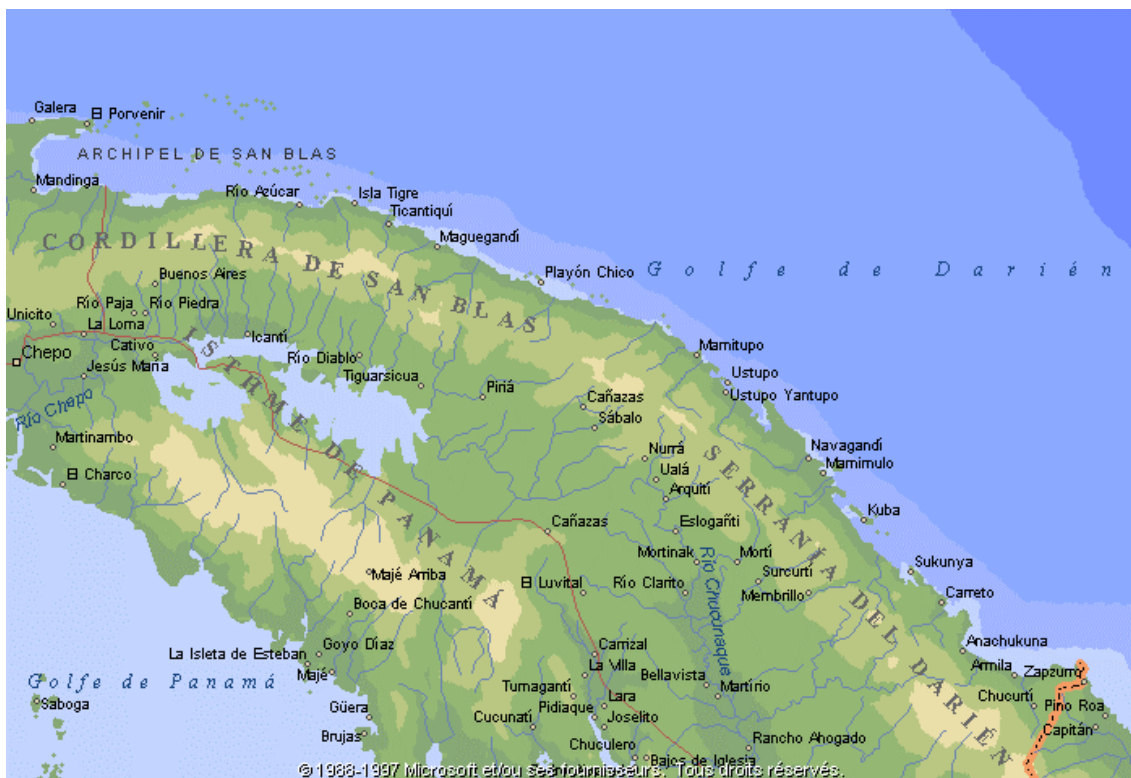 Galera
El Porvenir
ARCHIPEL DE SAN BLAS
Mandinga
Río Azúcar
Isla Tigre
Ticantiquí
Maguegandí
CORDILLERA DE SAN BLAS
Playón Chico
Golfe de Darién
Buenos Aires
Río Paja
Río Piedra
Unicito
La Loma
Icantí
Chepo
Cativo
Río Diablo
Mamitupo
Jesús María
Tiguarsicua
Ustupo
Ustupo Yantupo
Piriá
Cañazas
Río Chepo
Sábalo
ISTHME DE PANAMÁ
Martinambo
Navagandí
Nurrá
Mamimulo
El Charco
Ualá
Arquití
SERRANÍA DEL DARIÉN
Kuba
Cañazas
Eslogañti
Mortinak
Mortí
Río Chucunaque
Sukunya
Majé Arriba
El Luvital
Río Clarito
Surcurtí
Membrillo
Carreto
Boca de Chucantí
Anachukuna
Goyo Díaz
Carrizal
La Isleta de Esteban
La Villa
Armila
Zapzurro
Majé
Bellavista
Golfe de Panamá
Tumagantí
Martirio
Chucurtí
Saboga
Lara
Pino Roa
Güera
Pidiaque
Cucunatí
Joselito
Capitán
Brujas
Chuculero
Rancho Ahogado
Bajos de Iglesia
© 1988-1997 Microsoft et/ou ses fournisseurs. Tous droits réservés.